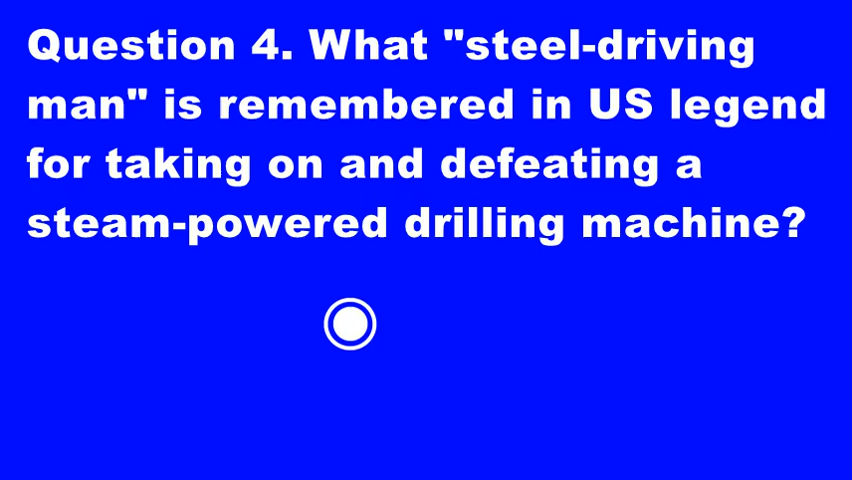 Question 4. What "steel-driving
man" is remembered in US legend
for taking on and defeating a
steam-powered drilling machine?